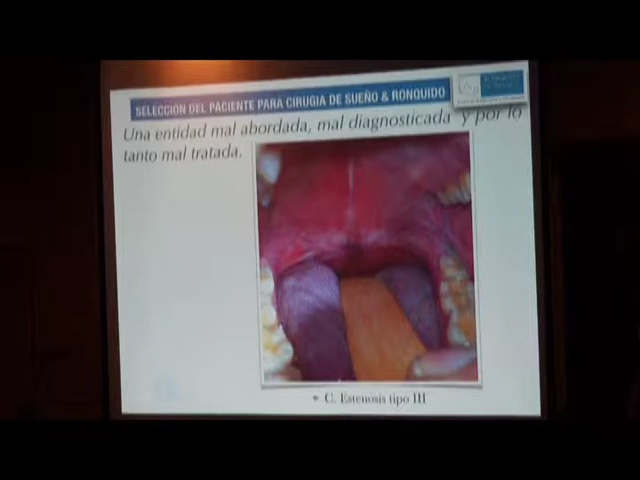 SELECCIÓN DEL PACIENTE PARA CIRUGIA DE SUEÑO & RONQUIDO
Una entidad mal abordada, mal diagnosticada y por lo
tanto mal tratada.
C. Estenosis tipo III